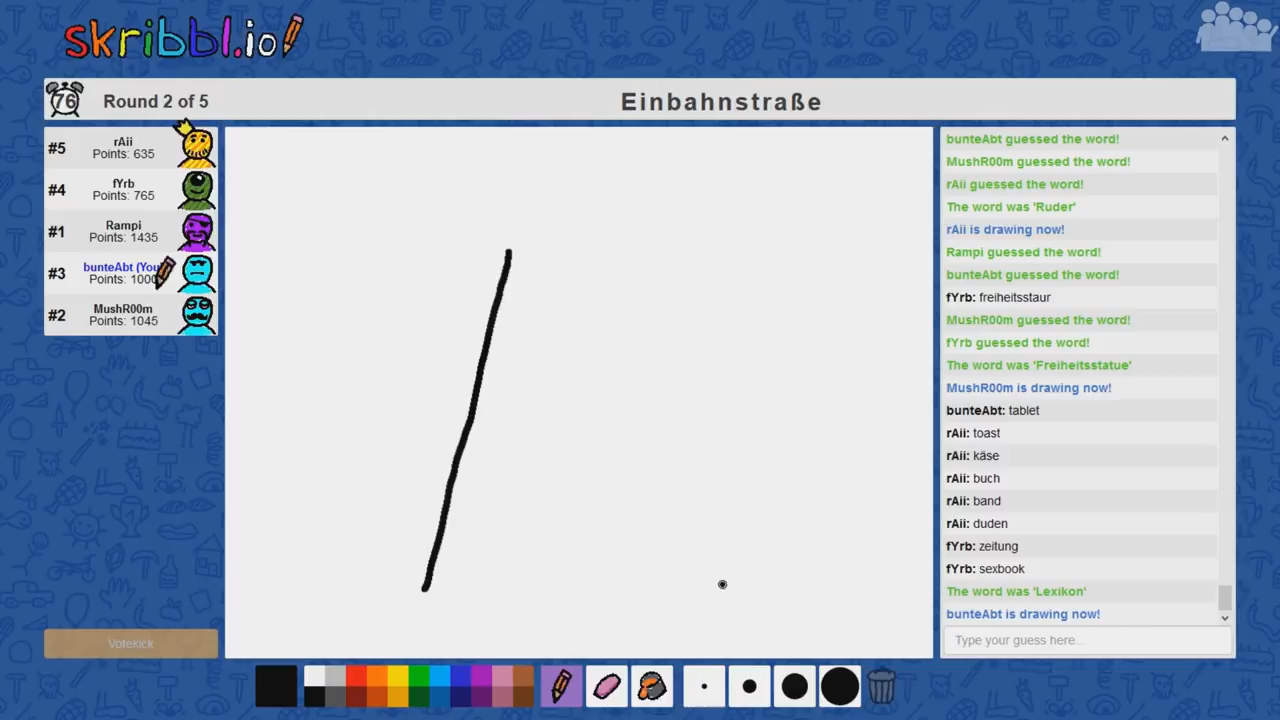 skribbl.io
76
Round 2 of 5
Einbahnstraße
#5
rAii
Points: 635
#4
fYrb
Points: 765
#1
Rampi
Points: 1435
#3
bunteAbt (You
Points: 1000
#2
MushR00m
Points: 1045
Votekick
bunteAbt guessed the word!
MushR00m guessed the word!
rAii guessed the word!
The word was 'Ruder'
rAii is drawing now!
Rampi guessed the word!
bunteAbt guessed the word!
fYrb: freiheitsstaur
MushR00m guessed the word!
fYrb guessed the word!
The word was 'Freiheitsstatue'
MushR00m is drawing now!
bunteAbt: tablet
rAii: toast
rAii: käse
rAii: buch
rAii: band
rAii: duden
fYrb: zeitung
fYrb: sexbook
The word was 'Lexikon'
bunteAbt is drawing now!
Type your guess here...